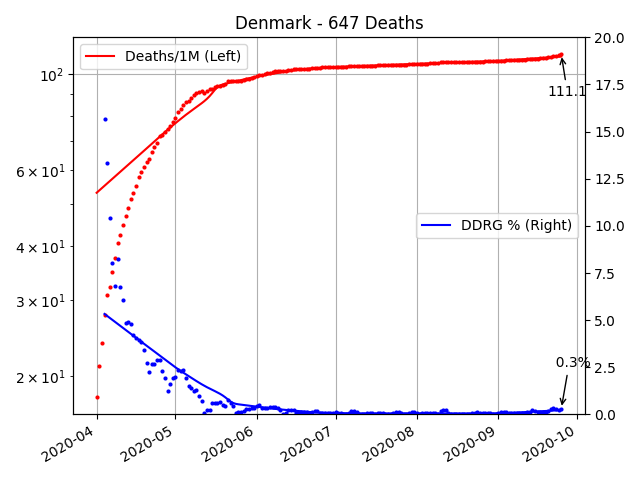 Denmark - 647 Deaths
Deaths/1M (Left)
DDRG % (Right)
111.1
0.3%
10²
6 × 10¹
4 × 10¹
3 × 10¹
2 × 10¹
20.0
17.5
15.0
12.5
10.0
7.5
5.0
2.5
0.0
2020-04
2020-05
2020-06
2020-07
2020-08
2020-09
2020-10